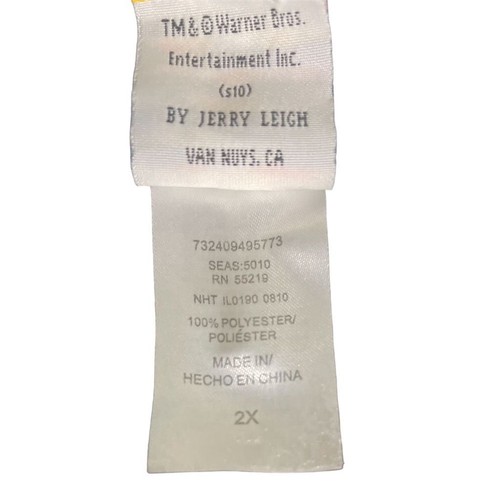 TM&©Warner Bros.
Entertainment Inc.
(s10)
BY JERRY LEIGH
VAN NUYS, CA
732409495773
SEAS:5010
RN 55219
NHT IL0190 0810
100% POLYESTER/
POLIÉSTER
MADE IN/
HECHO EN CHINA
2X